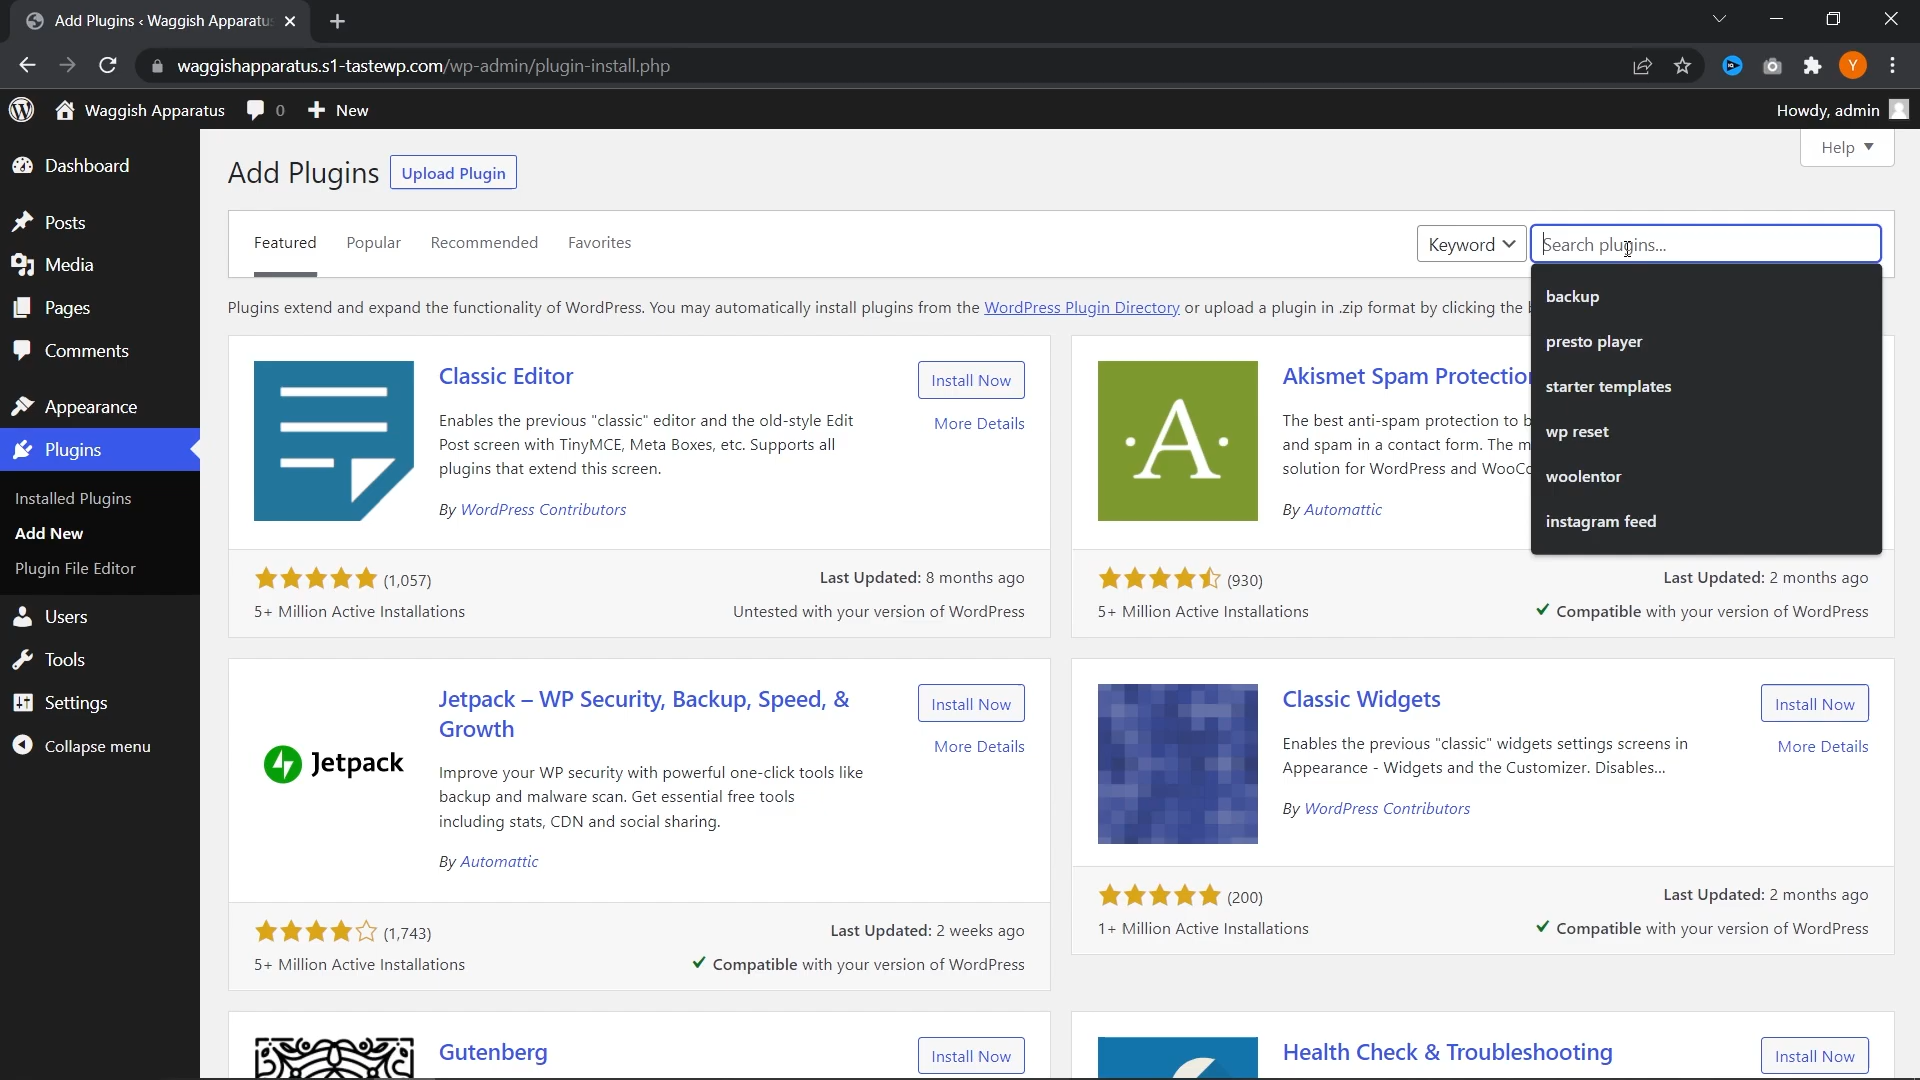 Add Plugins ‹ Waggish Apparatus
waggishapparatus.s1-tastewp.com/wp-admin/plugin-install.php
Y
Waggish Apparatus
0
New
Howdy, admin
Dashboard
Posts
Media
Pages
Comments
Appearance
Plugins
Installed Plugins
Add New
Plugin File Editor
Users
Tools
Settings
Collapse menu
Help
Add Plugins
Upload Plugin
Featured
Popular
Recommended
Favorites
Keyword
Search plugins...
backup
presto player
starter templates
wp reset
woolentor
instagram feed
Plugins extend and expand the functionality of WordPress. You may automatically install plugins from the WordPress Plugin Directory or upload a plugin in .zip format by clicking the
Classic Editor
Install Now
More Details
Enables the previous "classic" editor and the old-style Edit
Post screen with TinyMCE, Meta Boxes, etc. Supports all
plugins that extend this screen.
By WordPress Contributors
(1,057)
Last Updated: 8 months ago
5+ Million Active Installations
Untested with your version of WordPress
·A·
Akismet Spam Protection
The best anti-spam protection to
and spam in a contact form. The
solution for WordPress and
By Automattic
(930)
Last Updated: 2 months ago
5+ Million Active Installations
Compatible with your version of WordPress
Jetpack
Jetpack – WP Security, Backup, Speed, &
Growth
Install Now
More Details
Improve your WP security with powerful one-click tools like
backup and malware scan. Get essential free tools
including stats, CDN and social sharing.
By Automattic
(1,743)
Last Updated: 2 weeks ago
5+ Million Active Installations
Compatible with your version of WordPress
Classic Widgets
Install Now
More Details
Enables the previous "classic" widgets settings screens in
Appearance - Widgets and the Customizer. Disables...
By WordPress Contributors
(200)
Last Updated: 2 months ago
1+ Million Active Installations
Compatible with your version of WordPress
Gutenberg
Install Now
Health Check & Troubleshooting
Install Now